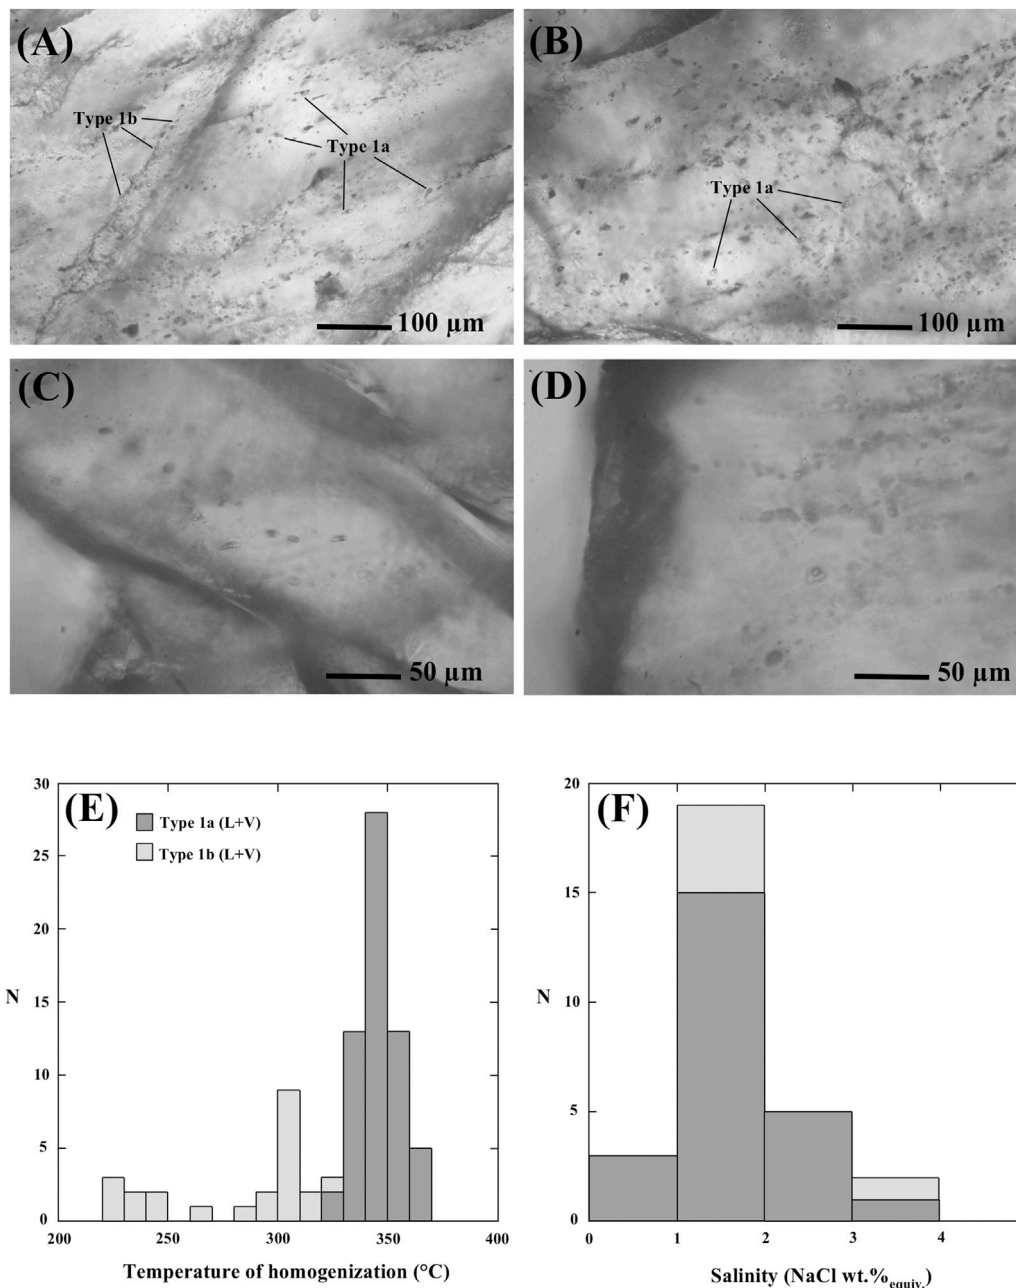 (A)
Type 1b
Type 1a
100 µm
(B)
Type 1a
100 µm
(C)
50 µm
(D)
50 µm
(E)
Type 1a (L+V)
Type 1b (L+V)
N
30
25
20
15
10
5
0
200
250
300
350
400
Temperature of homogenization (°C)
(F)
N
20
15
10
5
0
0
1
2
3
4
Salinity (NaCl wt.%equiv.)